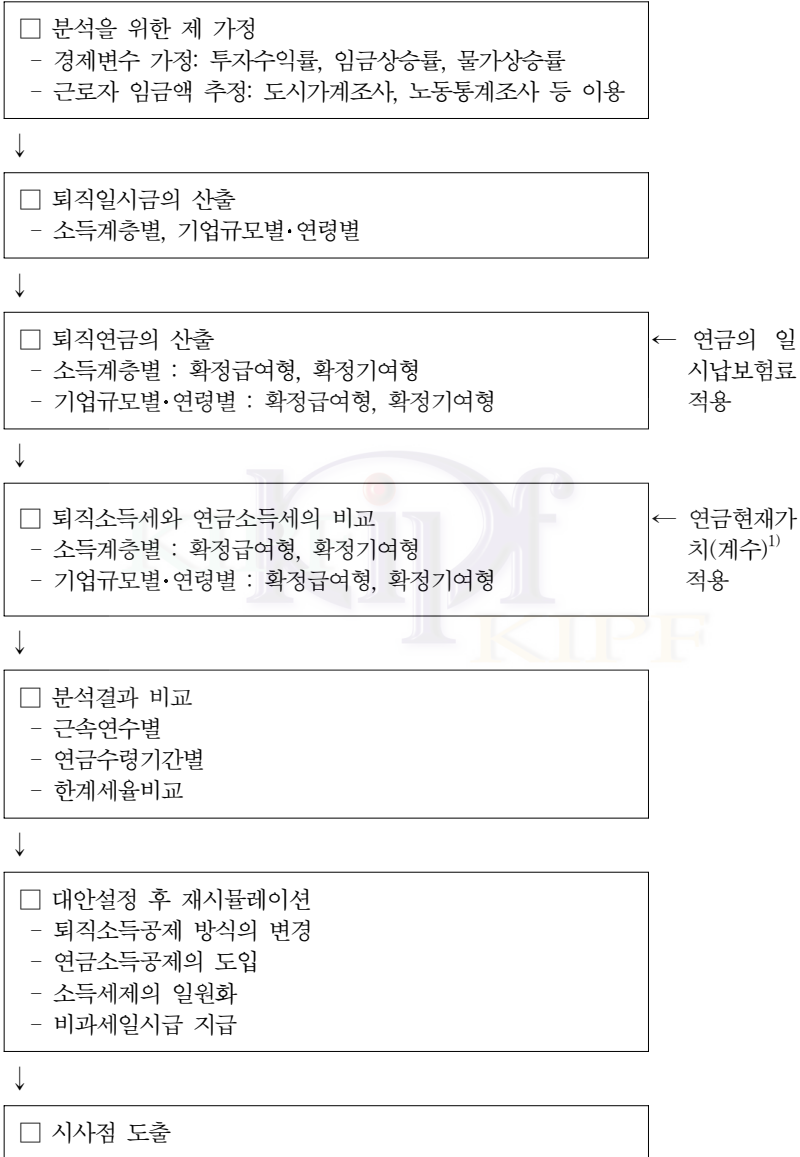 □ 분석을 위한 제 가정
- 경제변수 가정: 투자수익률, 임금상승률, 물가상승률
- 근로자 임금액 추정: 도시가계조사, 노동통계조사 등 이용
↓
□ 퇴직일시금의 산출
- 소득계층별, 기업규모별·연령별
↓
□ 퇴직연금의 산출
- 소득계층별 : 확정급여형, 확정기여형
- 기업규모별·연령별 : 확정급여형, 확정기여형
← 연금의 일
시납보험료
적용
↓
□ 퇴직소득세와 연금소득세의 비교
- 소득계층별 : 확정급여형, 확정기여형
- 기업규모별·연령별 : 확정급여형, 확정기여형
← 연금현재가
치(계수)1)
적용
↓
□ 분석결과 비교
- 근속연수별
- 연금수령기간별
- 한계세율비교
↓
□ 대안설정 후 재시뮬레이션
- 퇴직소득공제 방식의 변경
- 연금소득공제의 도입
- 소득세제의 일원화
- 비과세일시급 지급
↓
□ 시사점 도출
kipf
KIPF